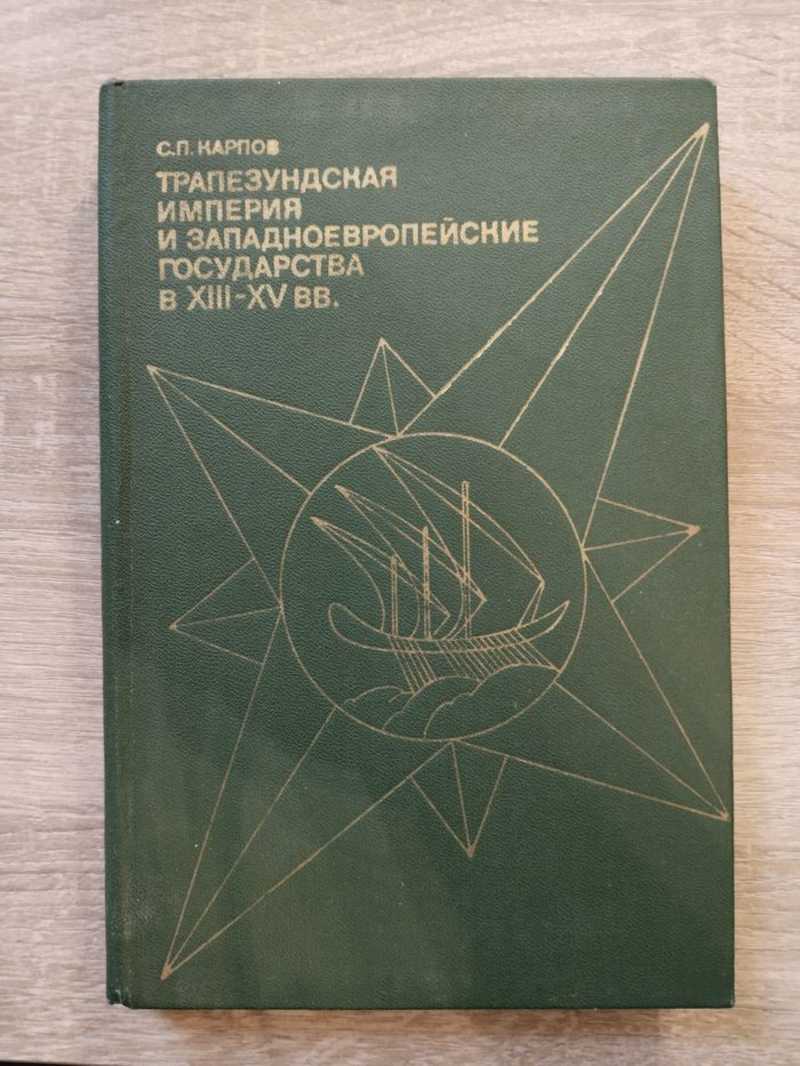 С.П. КАРПОВ
ТРАПЕЗУНДСКАЯ
ИМПЕРИЯ
И ЗАПАДНОЕВРОПЕЙСКИЕ
ГОСУДАРСТВА
В XIII-XV ВВ.